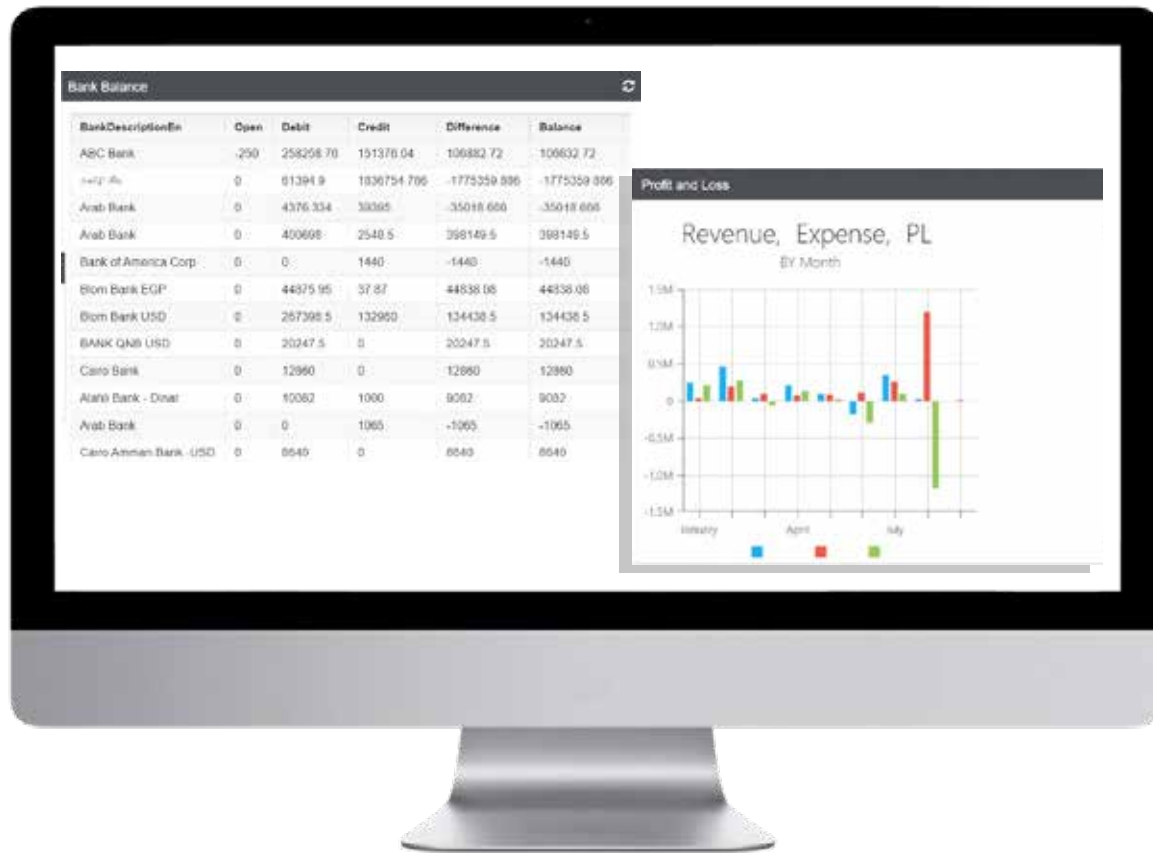 Bank Balance
BankDescriptionEn Open Debit Credit Difference Balance
ABC Bank -250 258258.76 151376.04 106882.72 106632.72
0 61394.9 1836754.786 -1775359.886 -1775359.886
Arab Bank 0 4376.334 39395 -35018.666 -35018.666
Arab Bank 0 400698 2548.5 398149.5 398149.5
Bank of America Corp 0 0 1440 -1440 -1440
Blom Bank EGP 0 44875.95 37.87 44838.08 44838.08
Blom Bank USD 0 267398.5 132960 134438.5 134438.5
BANK QNB USD 0 20247.5 0 20247.5 20247.5
Cairo Bank 0 12860 0 12860 12860
Alahli Bank - Dinar 0 10082 1000 9082 9082
Arab Bank 0 0 1065 -1065 -1065
Cairo Amman Bank -USD 0 8640 0 8640 8640
Profit and Loss
Revenue, Expense, PL
BY Month
1.5M
1.0M
0.5M
0
-0.5M
-1.0M
-1.5M
January April July